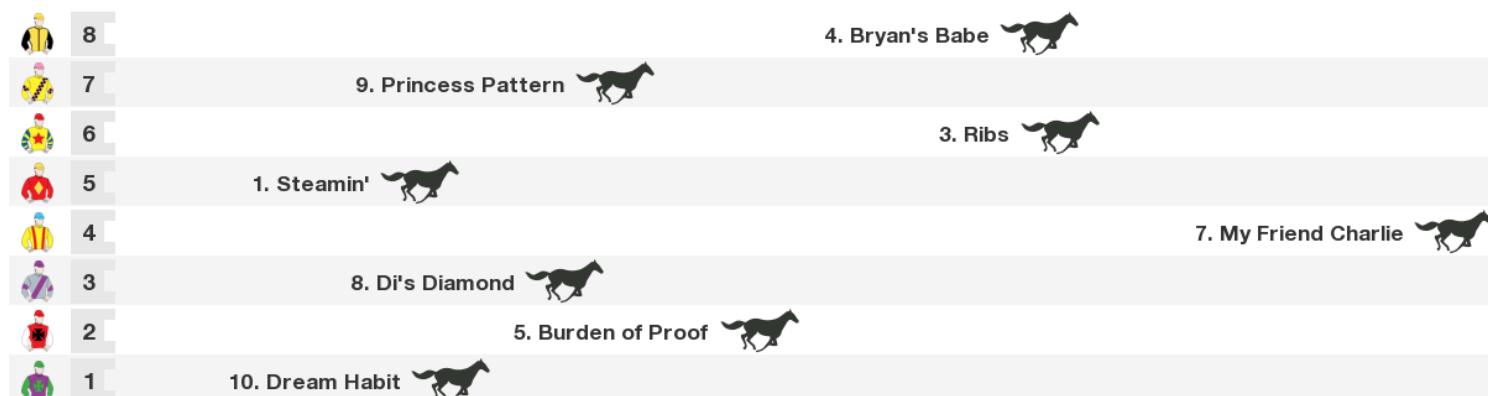 8 4. Bryan's Babe
7 9. Princess Pattern
6 3. Ribs
5 1. Steamin'
4 7. My Friend Charlie
3 8. Di's Diamond
2 5. Burden of Proof
1 10. Dream Habit